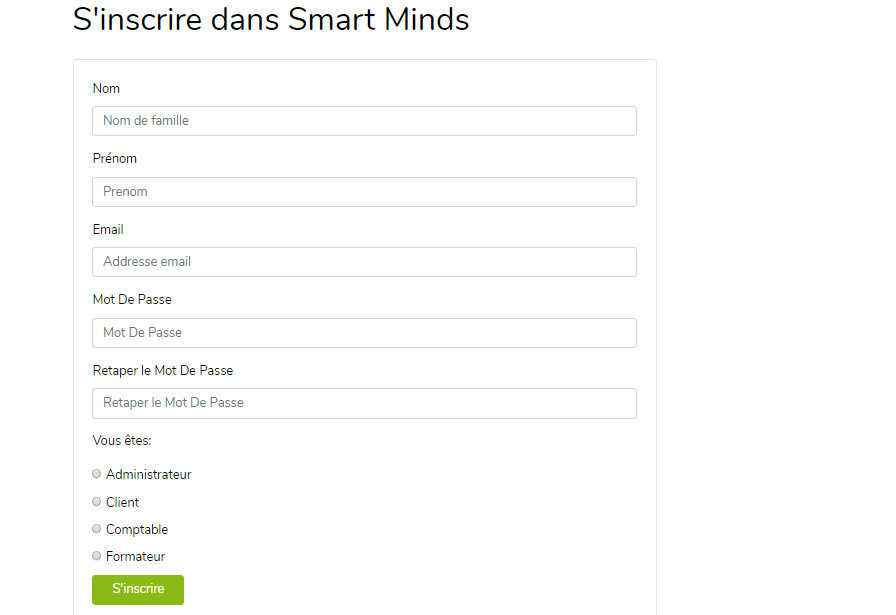 S'inscrire dans Smart Minds
Nom
Nom de famille
Prénom
Prenom
Email
Addresse email
Mot De Passe
Mot De Passe
Retaper le Mot De Passe
Retaper le Mot De Passe
Vous êtes:
Administrateur
Client
Comptable
Formateur
S'inscrire